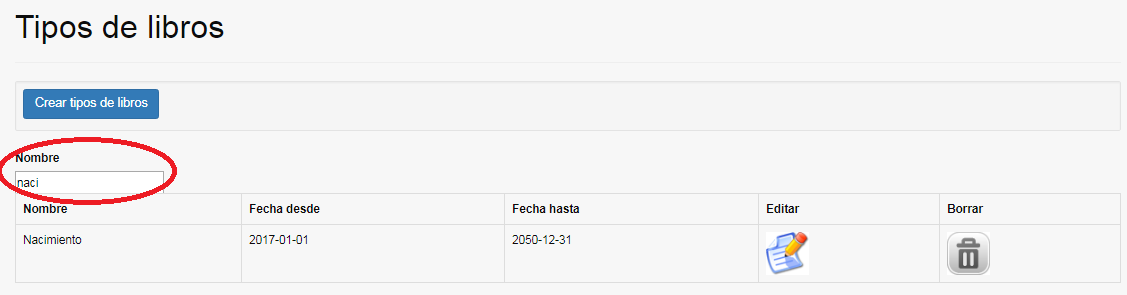 Tipos de libros
Crear tipos de libros
Nombre
naci
Nombre Fecha desde Fecha hasta Editar Borrar
Nacimiento 2017-01-01 2050-12-31